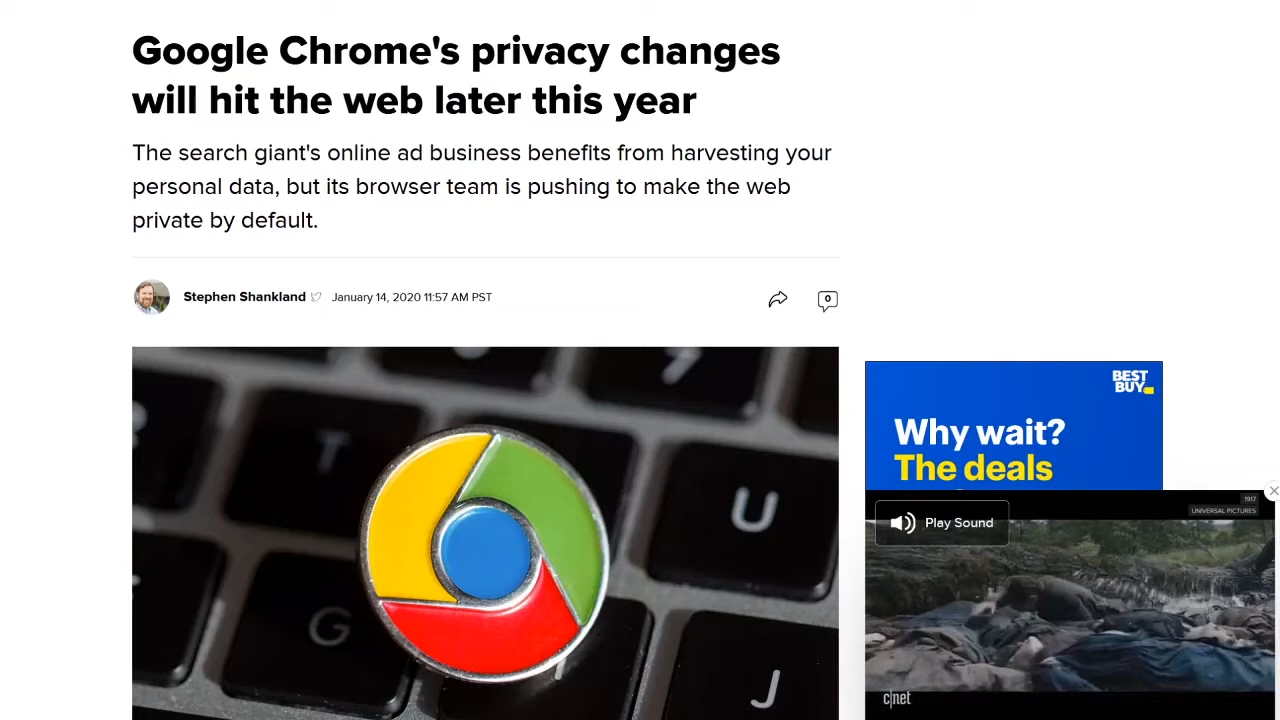 Google Chrome's privacy changes
will hit the web later this year
The search giant's online ad business benefits from harvesting your
personal data, but its browser team is pushing to make the web
private by default.
Stephen Shankland January 14, 2020 11:57 AM PST
0
BEST
BUY
Why wait?
The deals
1917
UNIVERSAL PICTURES
Play Sound
c|net
T
U
G
J